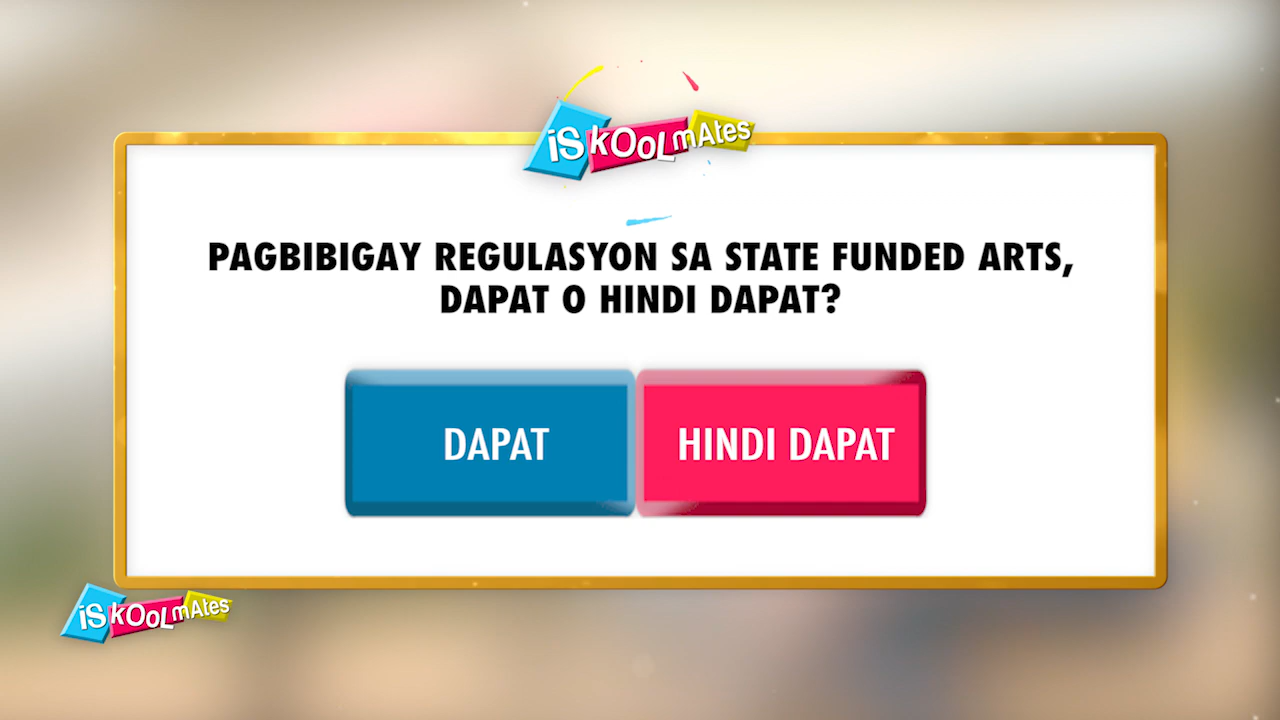 iskoolmates
PAGBIBIGAY REGULASYON SA STATE FUNDED ARTS,
DAPAT O HINDI DAPAT?
DAPAT
HINDI DAPAT
iskoolmates